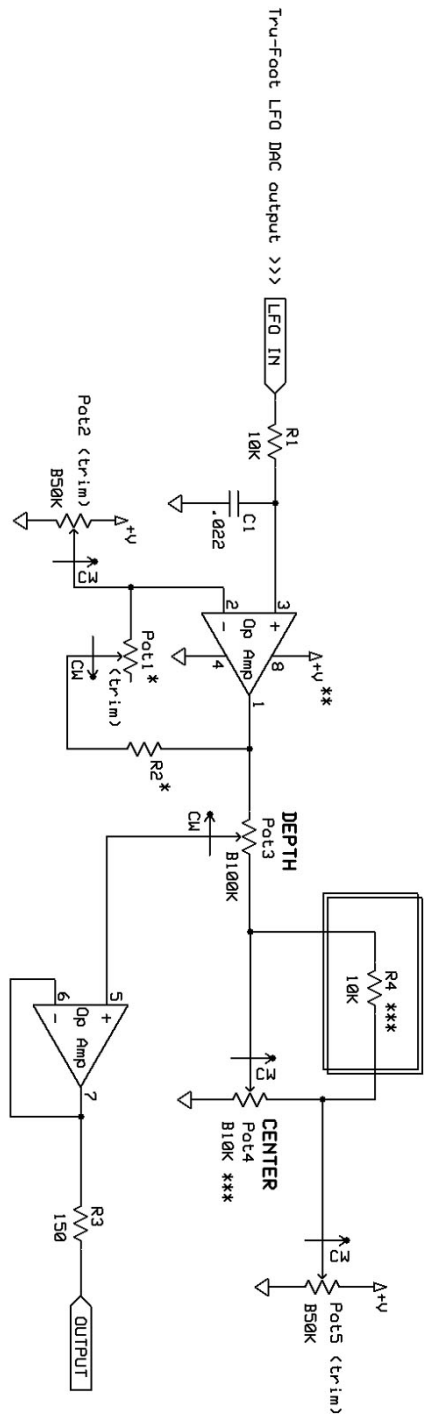 Tru-Foot LFO DAC output >>>
LFO IN
R1
10K
C1
.022
Pot2 (trim)
B50K
+V
CW
3
+
2
-
Op Amp
8
4
1
+V **
Pot1 *
(trim)
CW
R2*
DEPTH
Pot3
B100K
CW
5
+
6
-
Op Amp
7
R4 ***
10K
CW
CENTER
Pot4
B10K ***
R3
150
OUTPUT
CW
+V
Pot5 (trim)
B50K